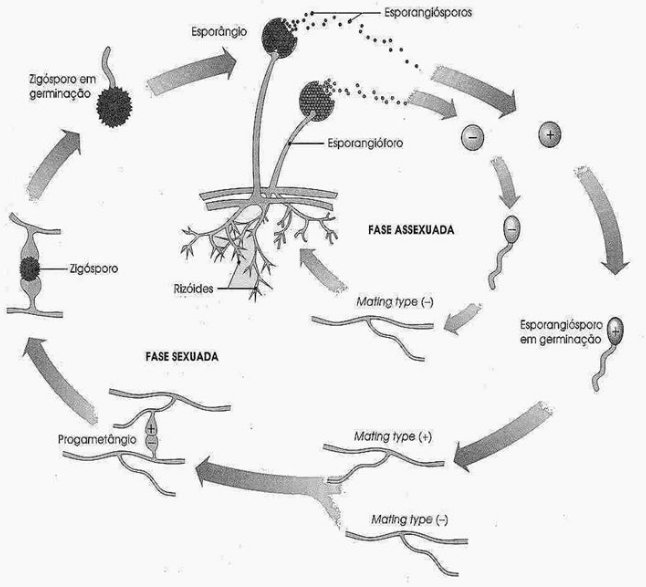 Esporangiósporos
Esporângio
Zigósporo em
germinação
Esporangióforo
−
+
FASE ASSEXUADA
−
Zigósporo
Rizóides
Mating type (−)
Esporangiósporo
em germinação
+
FASE SEXUADA
Progametângio
+
−
Mating type (+)
Mating type (−)